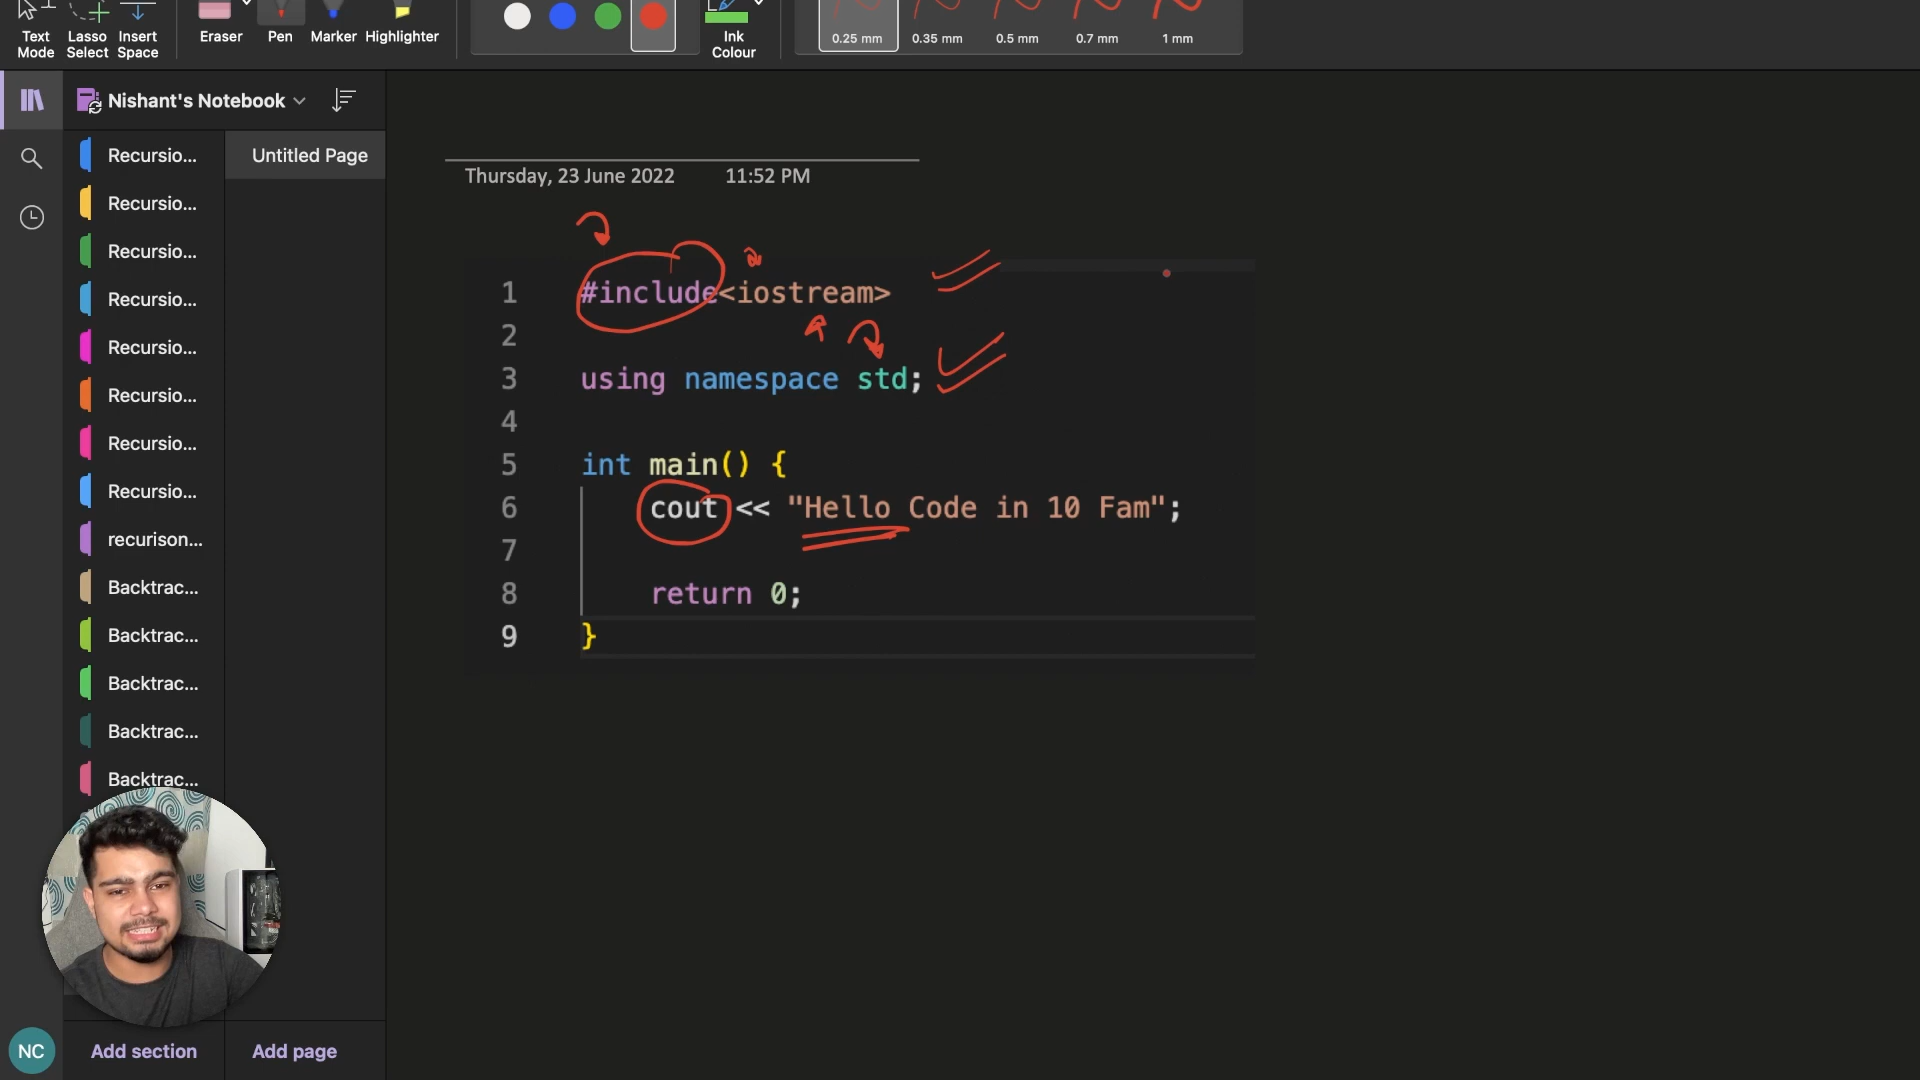 Text Mode
Lasso Select
Insert Space
Eraser
Pen
Marker
Highlighter
Ink Colour
0.25 mm
0.35 mm
0.5 mm
0.7 mm
1 mm
Nishant's Notebook
Recursio...
Recursio...
Recursio...
Recursio...
Recursio...
Recursio...
Recursio...
Recursio...
recurison...
Backtrac...
Backtrac...
Backtrac...
Backtrac...
Backtrac...
Add section
NC
Untitled Page
Add page
Thursday, 23 June 2022 11:52 PM
1 #include<iostream>
2
3 using namespace std;
4
5 int main() {
6 cout << "Hello Code in 10 Fam";
7
8 return 0;
9 }